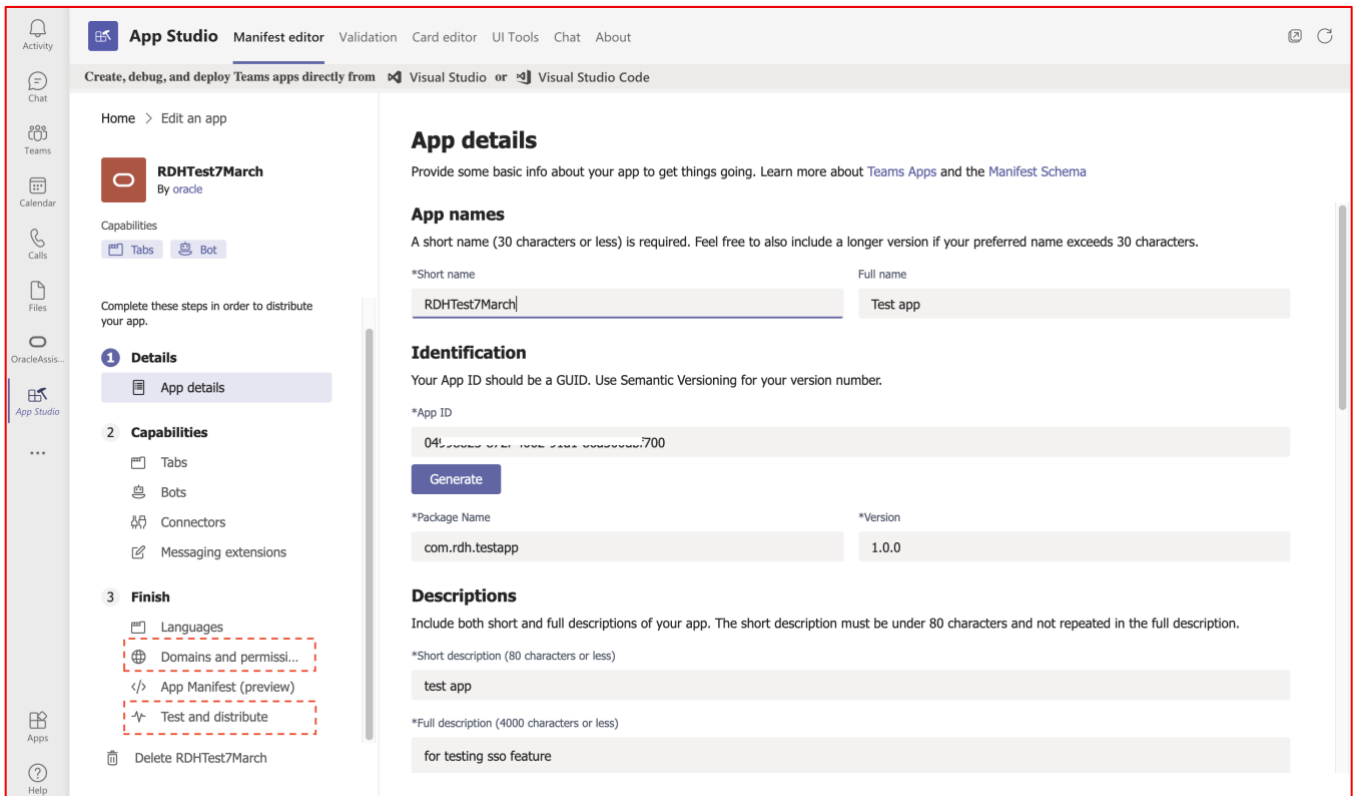 Activity
Chat
Teams
Calendar
Calls
Files
OracleAssis...
App Studio
Apps
Help
App Studio Manifest editor Validation Card editor UI Tools Chat About
Create, debug, and deploy Teams apps directly from Visual Studio or Visual Studio Code
Home > Edit an app
RDHTest7March
By oracle
Capabilities
Tabs Bot
Complete these steps in order to distribute
your app.
1 Details
App details
2 Capabilities
Tabs
Bots
Connectors
Messaging extensions
3 Finish
Languages
Domains and permissi...
</> App Manifest (preview)
Test and distribute
Delete RDHTest7March
App details
Provide some basic info about your app to get things going. Learn more about Teams Apps and the Manifest Schema
App names
A short name (30 characters or less) is required. Feel free to also include a longer version if your preferred name exceeds 30 characters.
*Short name Full name
RDHTest7March Test app
Identification
Your App ID should be a GUID. Use Semantic Versioning for your version number.
*App ID
Generate
*Package Name *Version
com.rdh.testapp 1.0.0
Descriptions
Include both short and full descriptions of your app. The short description must be under 80 characters and not repeated in the full description.
*Short description (80 characters or less)
test app
*Full description (4000 characters or less)
for testing sso feature